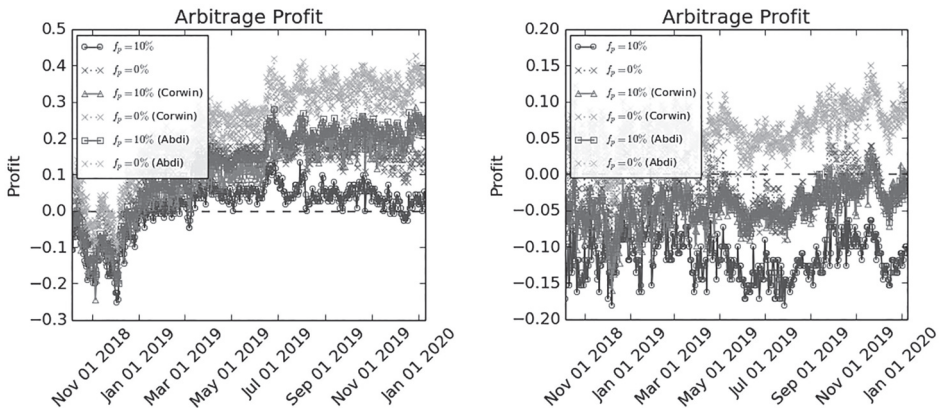 Arbitrage Profit
Profit
0.5
0.4
0.3
0.2
0.1
0.0
−0.1
−0.2
−0.3
f_p = 10%
f_p = 0%
f_p = 10% (Corwin)
f_p = 0% (Corwin)
f_p = 10% (Abdi)
f_p = 0% (Abdi)
Nov 01 2018
Jan 01 2019
Mar 01 2019
May 01 2019
Jul 01 2019
Sep 01 2019
Nov 01 2019
Jan 01 2020
Arbitrage Profit
Profit
0.20
0.15
0.10
0.05
0.00
−0.05
−0.10
−0.15
−0.20
f_p = 10%
f_p = 0%
f_p = 10% (Corwin)
f_p = 0% (Corwin)
f_p = 10% (Abdi)
f_p = 0% (Abdi)
Nov 01 2018
Jan 01 2019
Mar 01 2019
May 01 2019
Jul 01 2019
Sep 01 2019
Nov 01 2019
Jan 01 2020